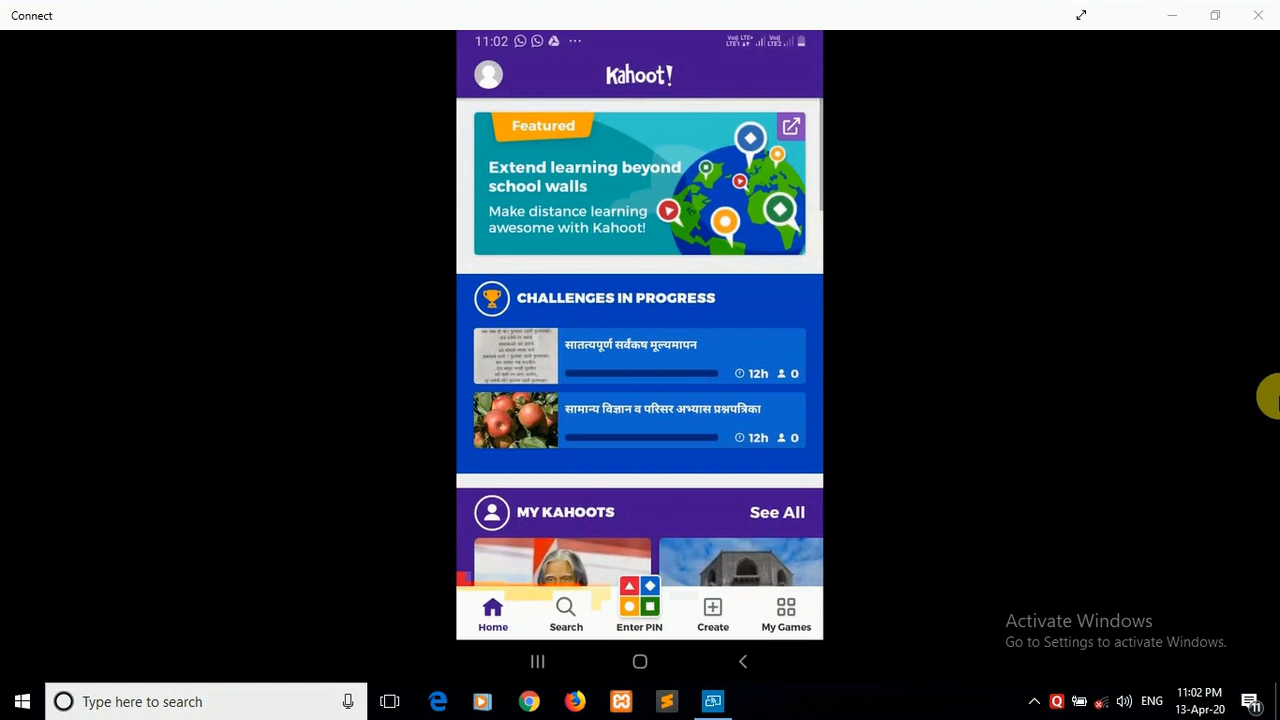 Connect
11:02
Kahoot!
Featured
Extend learning beyond
school walls
Make distance learning
awesome with Kahoot!
CHALLENGES IN PROGRESS
सातत्यपूर्ण सर्वंकष मूल्यमापन
12h 0
सामान्य विज्ञान व परिसर अभ्यास प्रश्नपत्रिका
12h 0
MY KAHOOTS See All
Home Search Enter PIN Create My Games
Activate Windows
Go to Settings to activate Windows.
Type here to search
ENG
11:02 PM
13-Apr-20